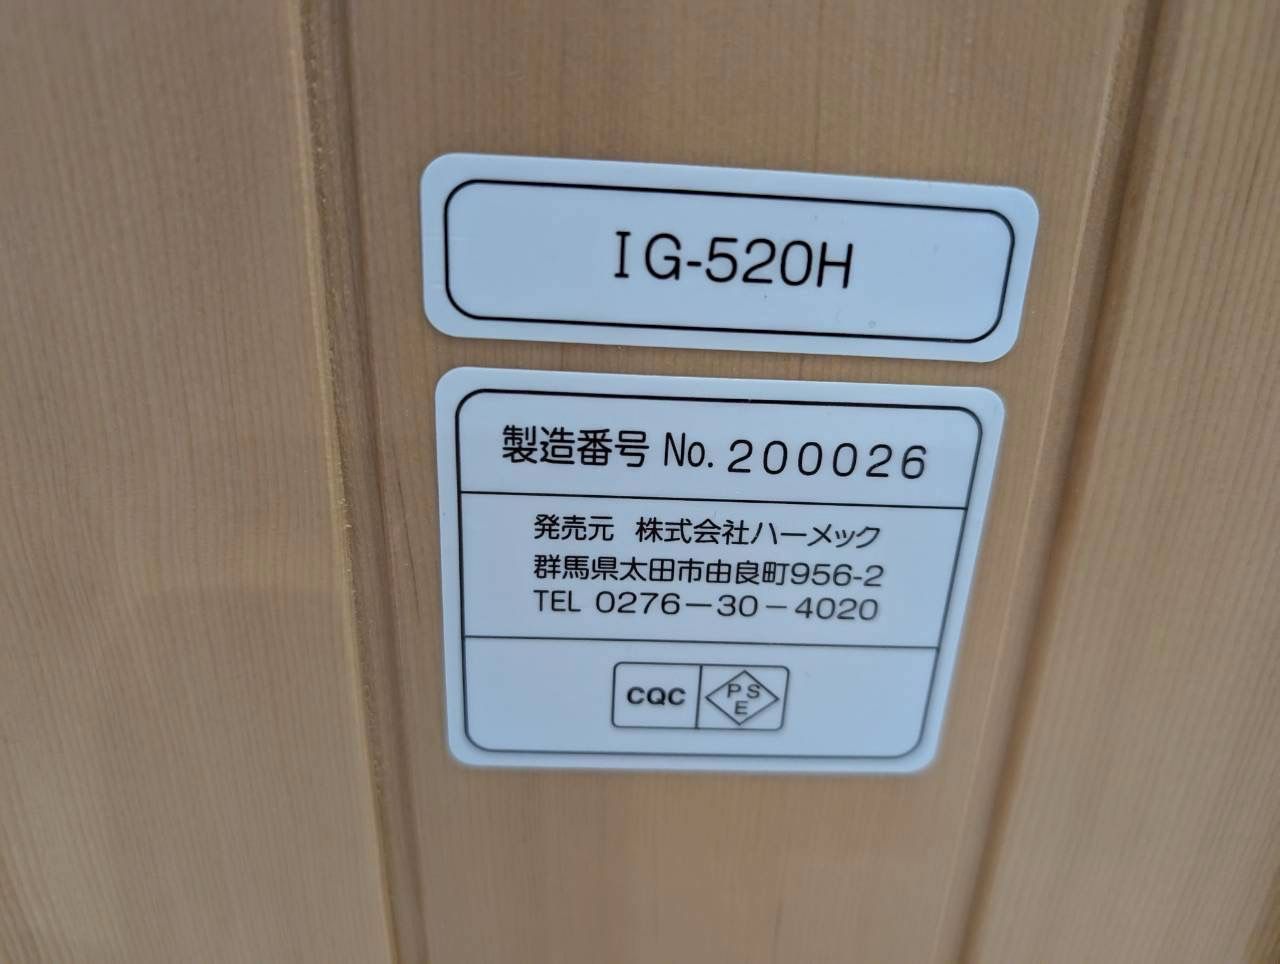 IG-520H
製造番号 No. 200026
発売元 株式会社ハーメック
群馬県太田市由良町956-2
TEL 0276-30-4020
CQC PSE